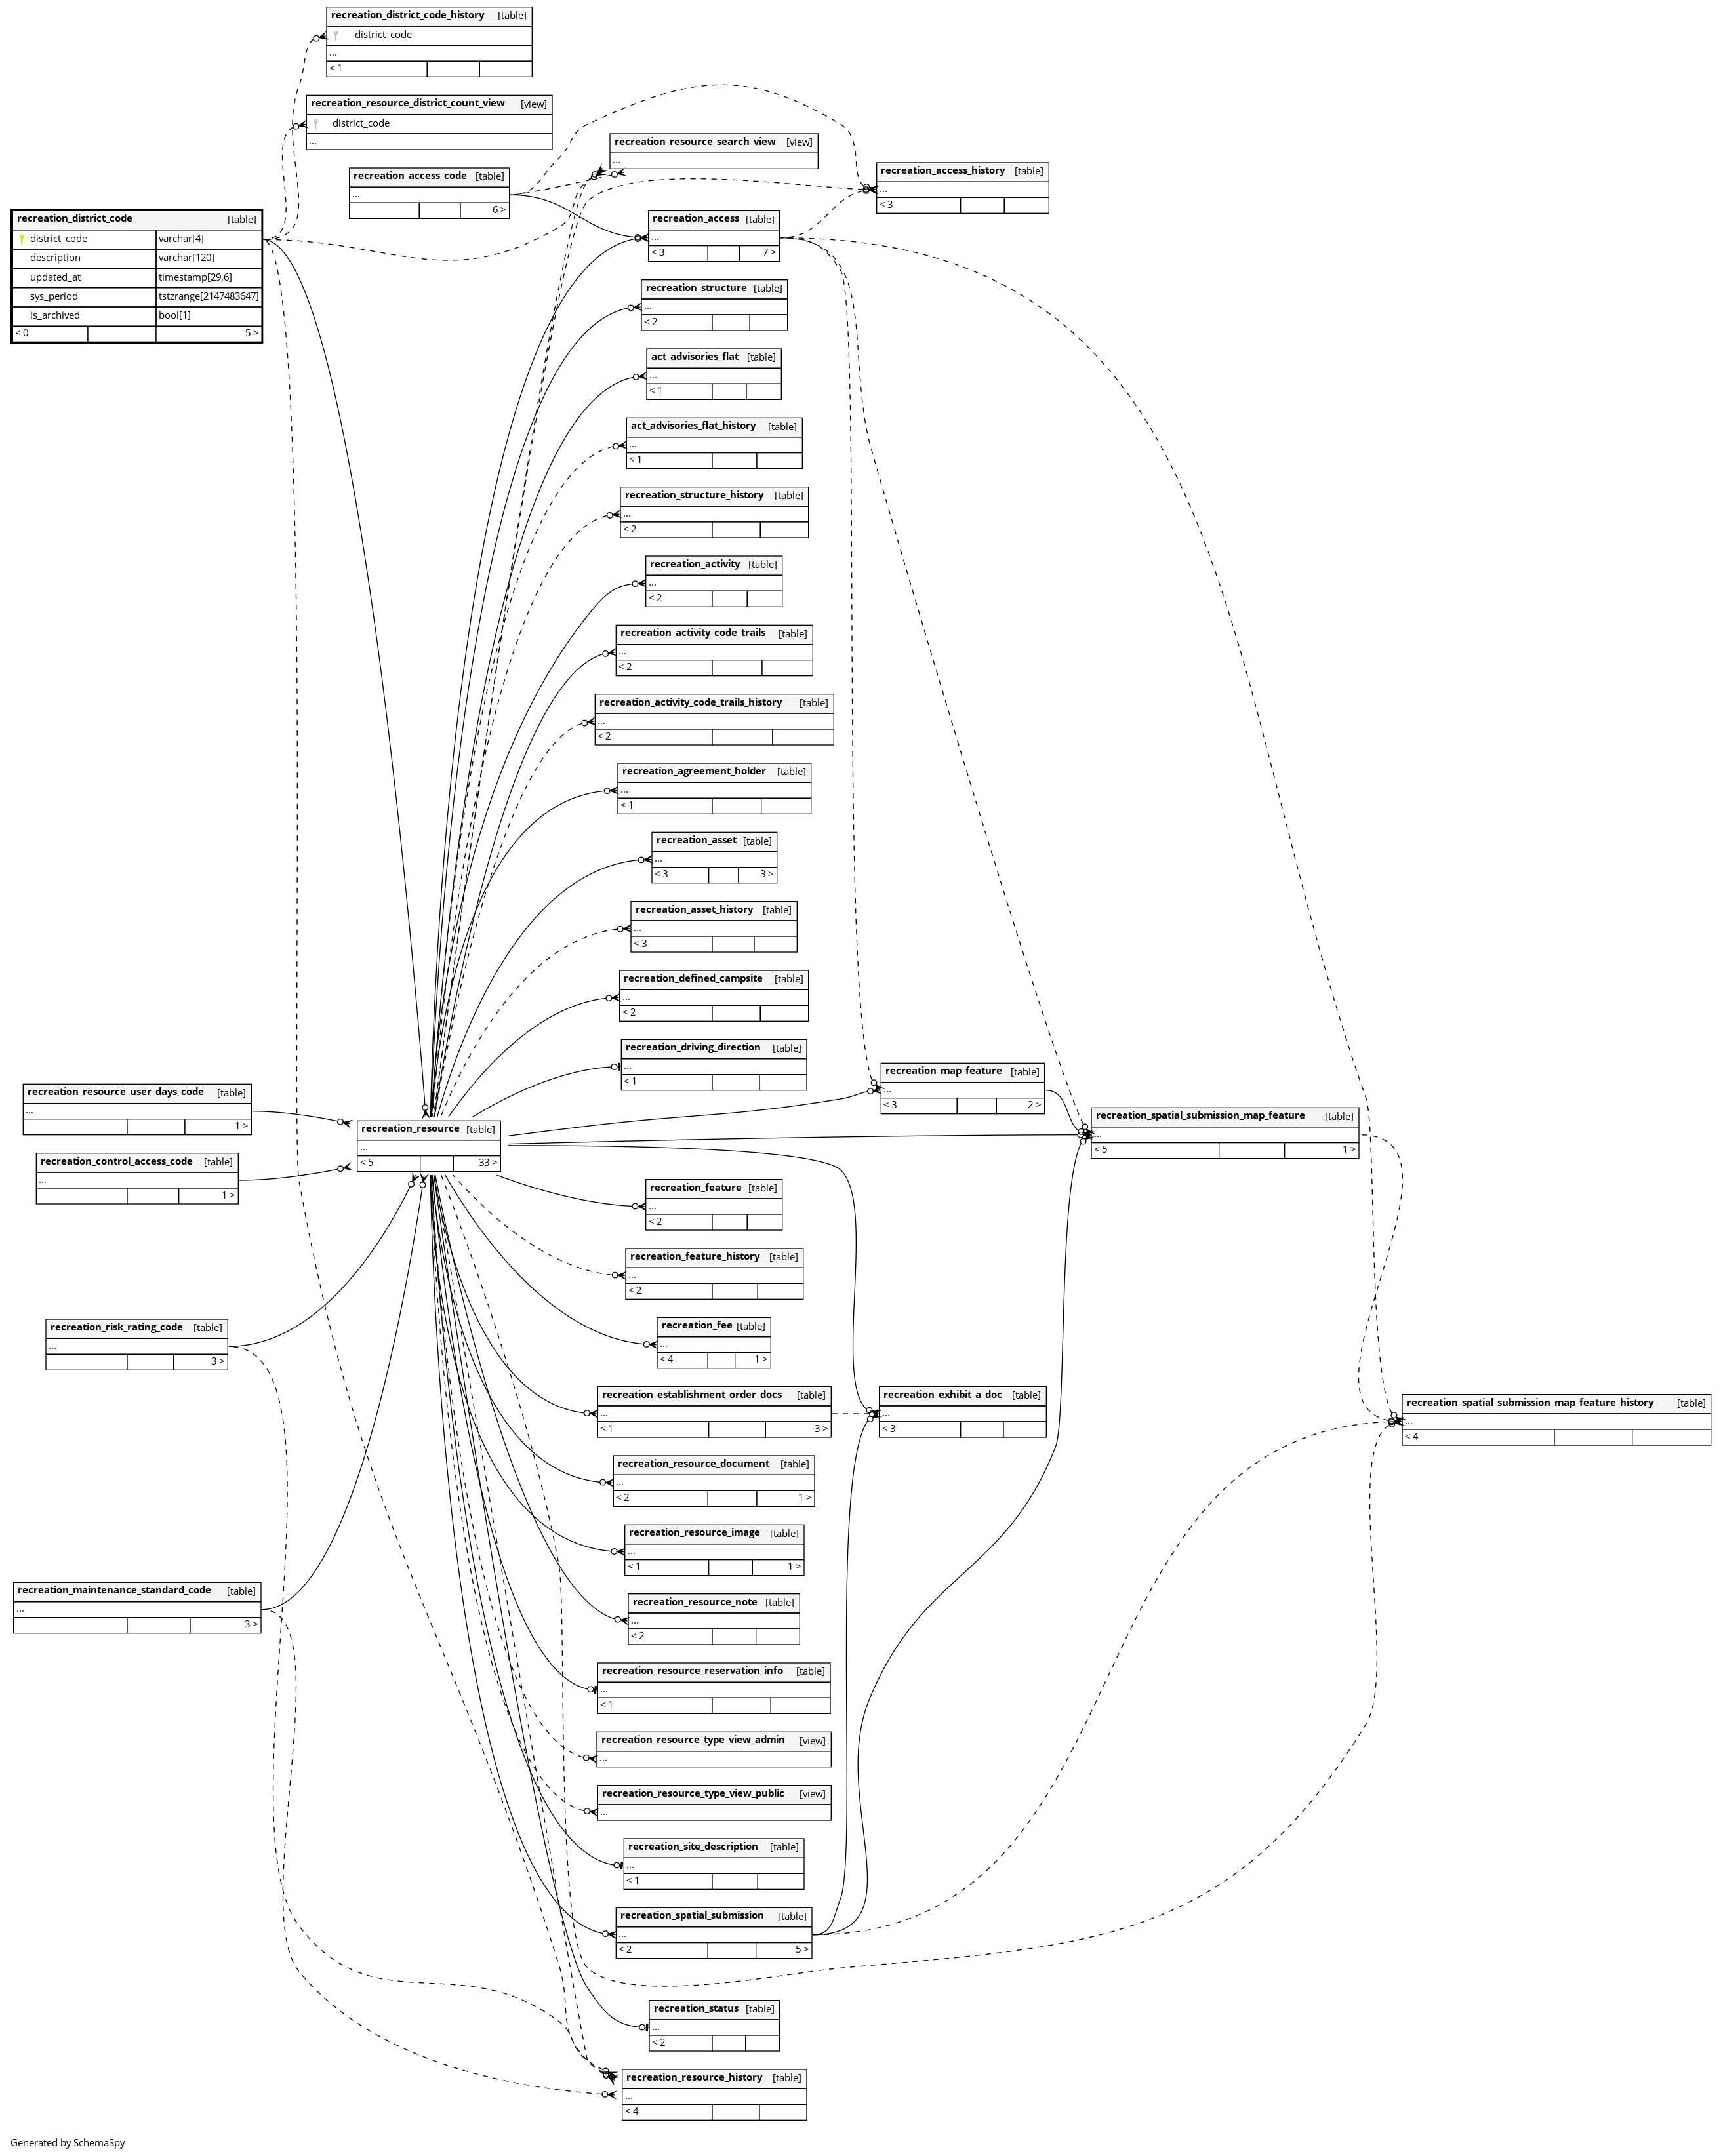 recreation_district_code_history [table]
district_code
...
< 1
recreation_resource_district_count_view [view]
district_code
...
recreation_resource_search_view [view]
...
recreation_access_code [table]
...
6 >
recreation_access_history [table]
...
< 3
recreation_district_code [table]
district_code varchar[4]
description varchar[120]
updated_at timestamp[29,6]
sys_period tstzrange[2147483647]
is_archived bool[1]
< 0 5 >
recreation_access [table]
...
< 3 7 >
recreation_structure [table]
...
< 2
act_advisories_flat [table]
...
< 1
act_advisories_flat_history [table]
...
< 1
recreation_structure_history [table]
...
< 2
recreation_activity [table]
...
< 2
recreation_activity_code_trails [table]
...
< 2
recreation_activity_code_trails_history [table]
...
< 2
recreation_agreement_holder [table]
...
< 1
recreation_asset [table]
...
< 3 3 >
recreation_asset_history [table]
...
< 3
recreation_defined_campsite [table]
...
< 2
recreation_driving_direction [table]
...
< 1
recreation_map_feature [table]
...
< 3 2 >
recreation_resource_user_days_code [table]
...
1 >
recreation_resource [table]
...
< 5 33 >
recreation_spatial_submission_map_feature [table]
...
< 5 1 >
recreation_control_access_code [table]
...
1 >
recreation_feature [table]
...
< 2
recreation_feature_history [table]
...
< 2
recreation_risk_rating_code [table]
...
3 >
recreation_fee [table]
...
< 4 1 >
recreation_establishment_order_docs [table]
...
< 1 3 >
recreation_exhibit_a_doc [table]
...
< 3
recreation_spatial_submission_map_feature_history [table]
...
< 4
recreation_resource_document [table]
...
< 2 1 >
recreation_resource_image [table]
...
< 1 1 >
recreation_maintenance_standard_code [table]
...
3 >
recreation_resource_note [table]
...
< 2
recreation_resource_reservation_info [table]
...
< 1
recreation_resource_type_view_admin [view]
...
recreation_resource_type_view_public [view]
...
recreation_site_description [table]
...
< 1
recreation_spatial_submission [table]
...
< 2 5 >
recreation_status [table]
...
< 2
recreation_resource_history [table]
...
< 4
Generated by SchemaSpy